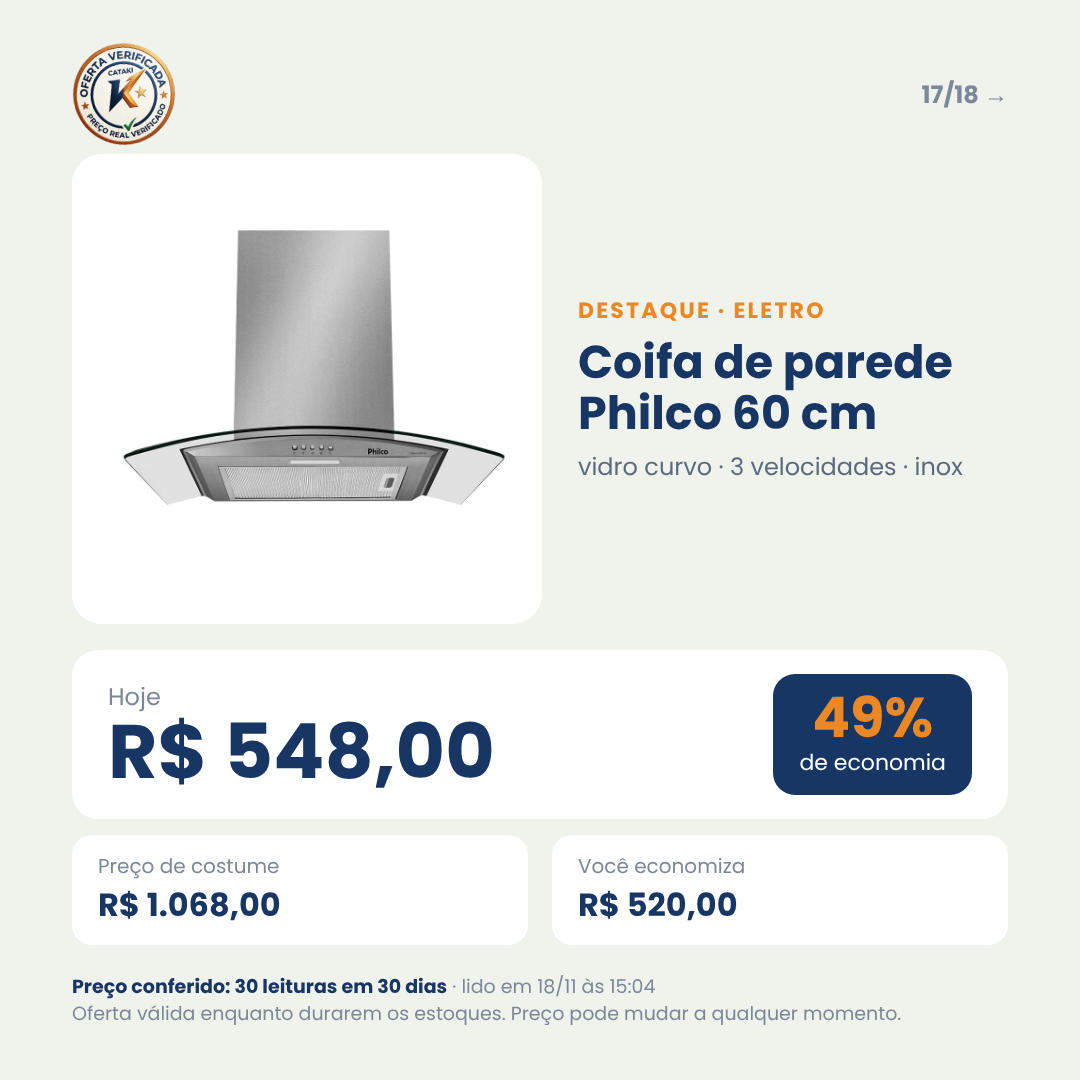 OFERTA VERIFICADA
CATAKI
PREÇO REAL VERIFICADO
17/18 →
Philco
DESTAQUE · ELETRO
Coifa de parede
Philco 60 cm
vidro curvo · 3 velocidades · inox
Hoje
R$ 548,00
49%
de economia
Preço de costume
R$ 1.068,00
Você economiza
R$ 520,00
Preço conferido: 30 leituras em 30 dias · lido em 18/11 às 15:04
Oferta válida enquanto durarem os estoques. Preço pode mudar a qualquer momento.